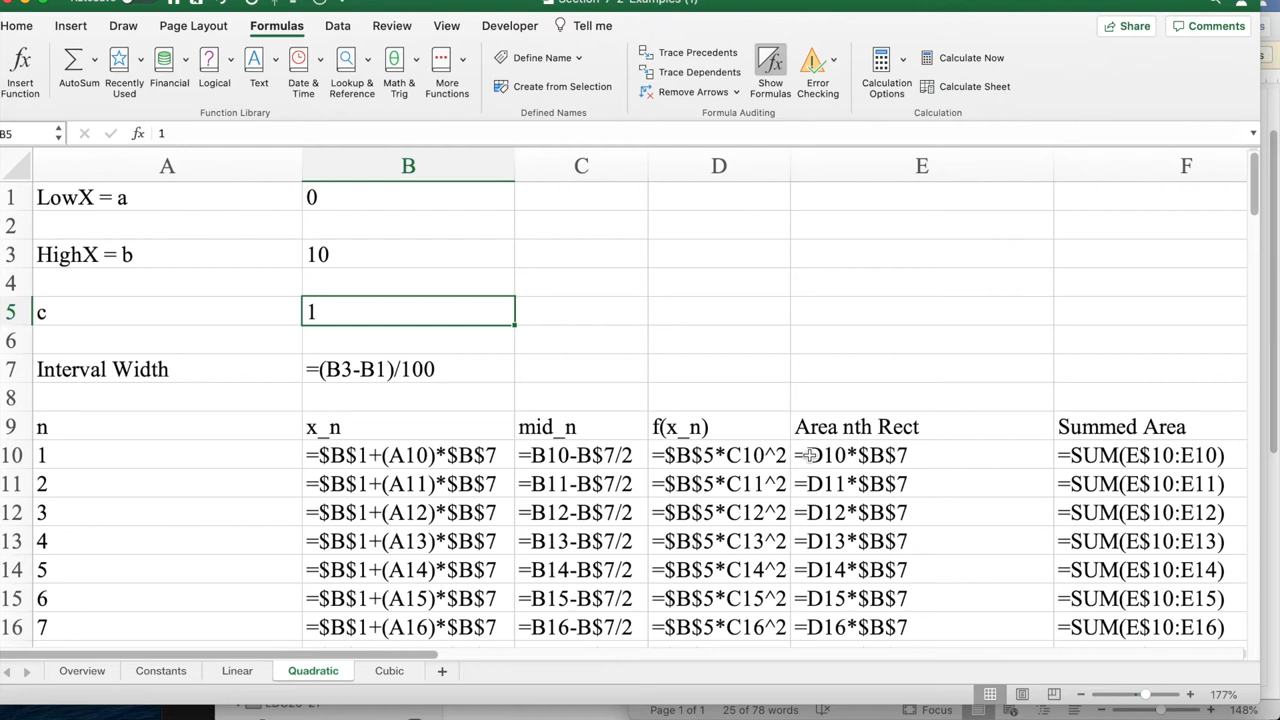 Section-7-2-Examples (1)
Home Insert Draw Page Layout Formulas Data Review View Developer Tell me Share Comments
Insert Function
AutoSum
Recently Used
Financial
Logical
Text
Date & Time
Lookup & Reference
Math & Trig
More Functions
Function Library
Define Name
Create from Selection
Defined Names
Trace Precedents
Trace Dependents
Remove Arrows
Show Formulas
Error Checking
Formula Auditing
Calculation Options
Calculate Now
Calculate Sheet
Calculation
B5 fx 1
A B C D E F
1 LowX = a 0
2
3 HighX = b 10
4
5 c 1
6
7 Interval Width =(B3-B1)/100
8
9 n x_n mid_n f(x_n) Area nth Rect Summed Area
10 1 =$B$1+(A10)*$B$7 =B10-B$7/2 =$B$5*C10^2 =D10*$B$7 =SUM(E$10:E10)
11 2 =$B$1+(A11)*$B$7 =B11-B$7/2 =$B$5*C11^2 =D11*$B$7 =SUM(E$10:E11)
12 3 =$B$1+(A12)*$B$7 =B12-B$7/2 =$B$5*C12^2 =D12*$B$7 =SUM(E$10:E12)
13 4 =$B$1+(A13)*$B$7 =B13-B$7/2 =$B$5*C13^2 =D13*$B$7 =SUM(E$10:E13)
14 5 =$B$1+(A14)*$B$7 =B14-B$7/2 =$B$5*C14^2 =D14*$B$7 =SUM(E$10:E14)
15 6 =$B$1+(A15)*$B$7 =B15-B$7/2 =$B$5*C15^2 =D15*$B$7 =SUM(E$10:E15)
16 7 =$B$1+(A16)*$B$7 =B16-B$7/2 =$B$5*C16^2 =D16*$B$7 =SUM(E$10:E16)
Overview Constants Linear Quadratic Cubic +
177%
Page 1 of 1 25 of 78 words Focus 148%